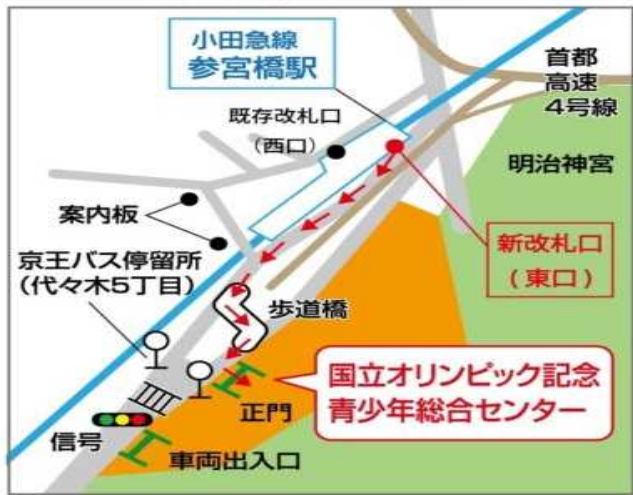 小田急線
参宮橋駅
首都
高速
4号線
既存改札口
（西口）
明治神宮
案内板
新改札口
（東口）
京王バス停留所
（代々木5丁目）
歩道橋
国立オリンピック記念
青少年総合センター
正門
信号
車両出入口